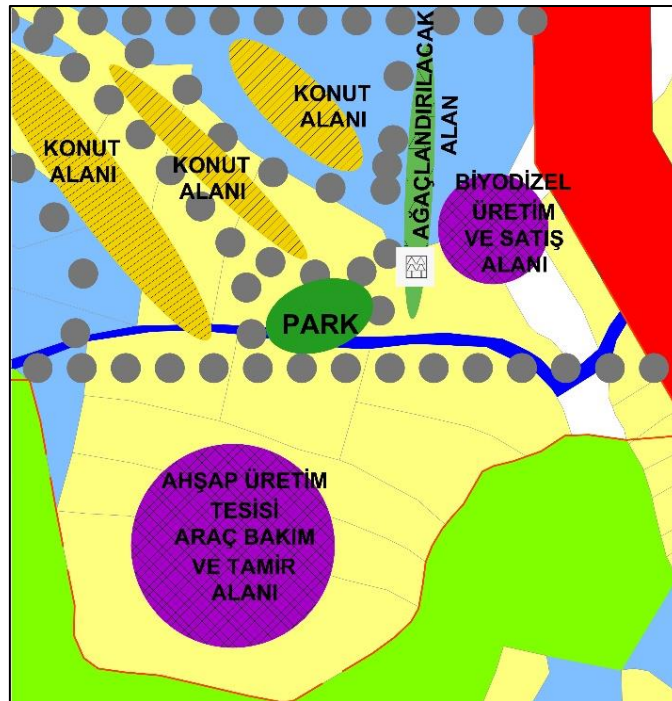 KONUT
ALANI
KONUT
ALANI
KONUT
ALANI
AĞAÇLANDIRILACAK
ALAN
BİYODİZEL
ÜRETİM
VE SATIŞ
ALANI
PARK
AHŞAP ÜRETİM
TESİSİ
ARAÇ BAKIM
VE TAMİR
ALANI